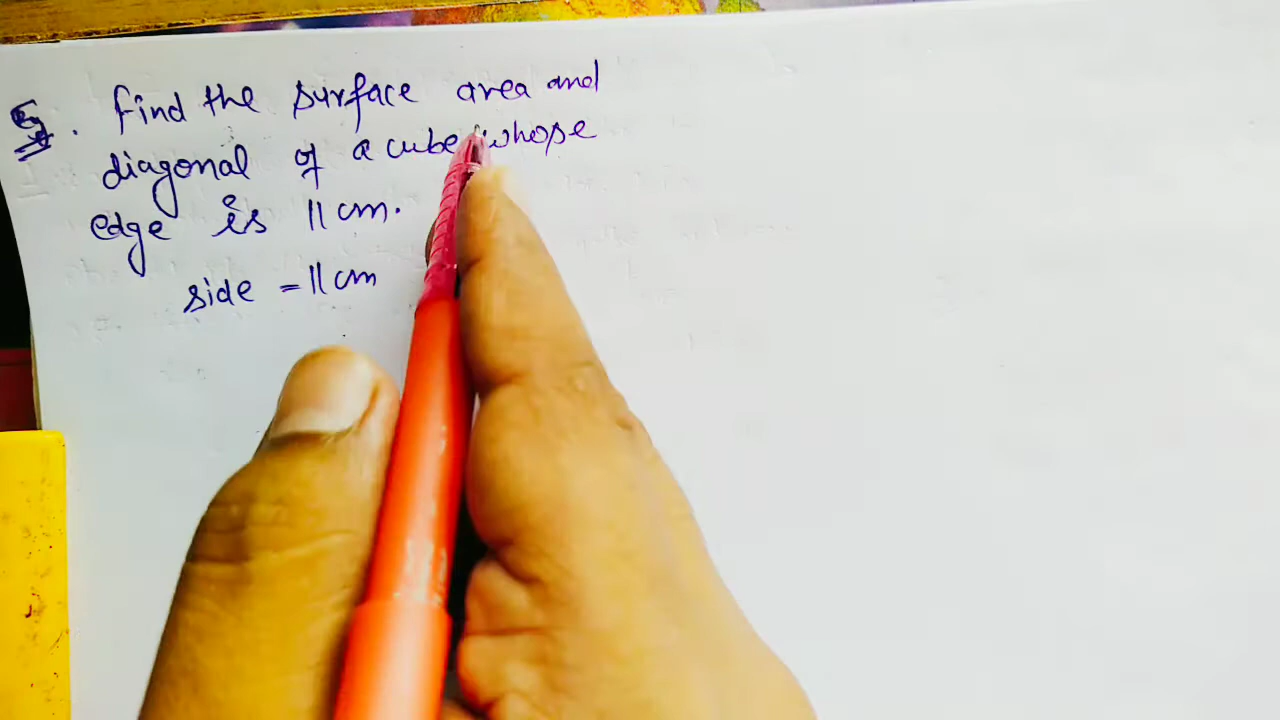 Eg. find the surface area and
diagonal of a cube whose
edge is 11 cm.
side = 11 cm